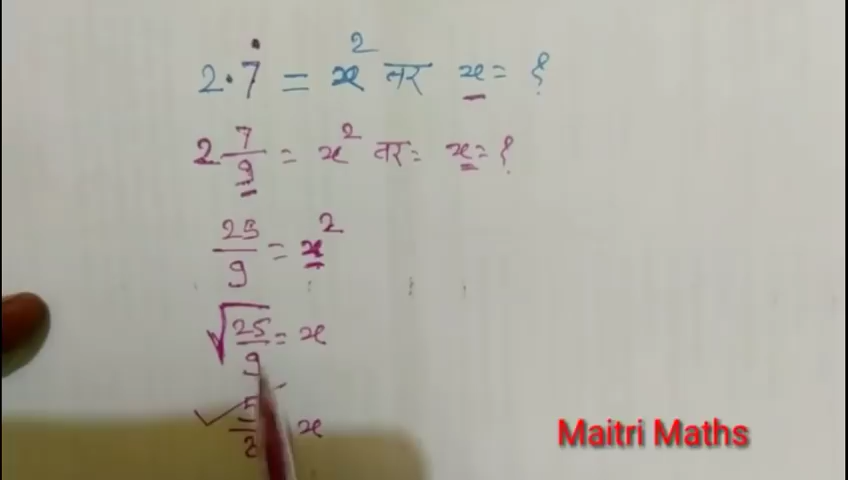 2.7̇ = x² तर x = ?
2 7/9 = x² तर = x = ?
25/9 = x²
√25/9 = x
x
Maitri Maths